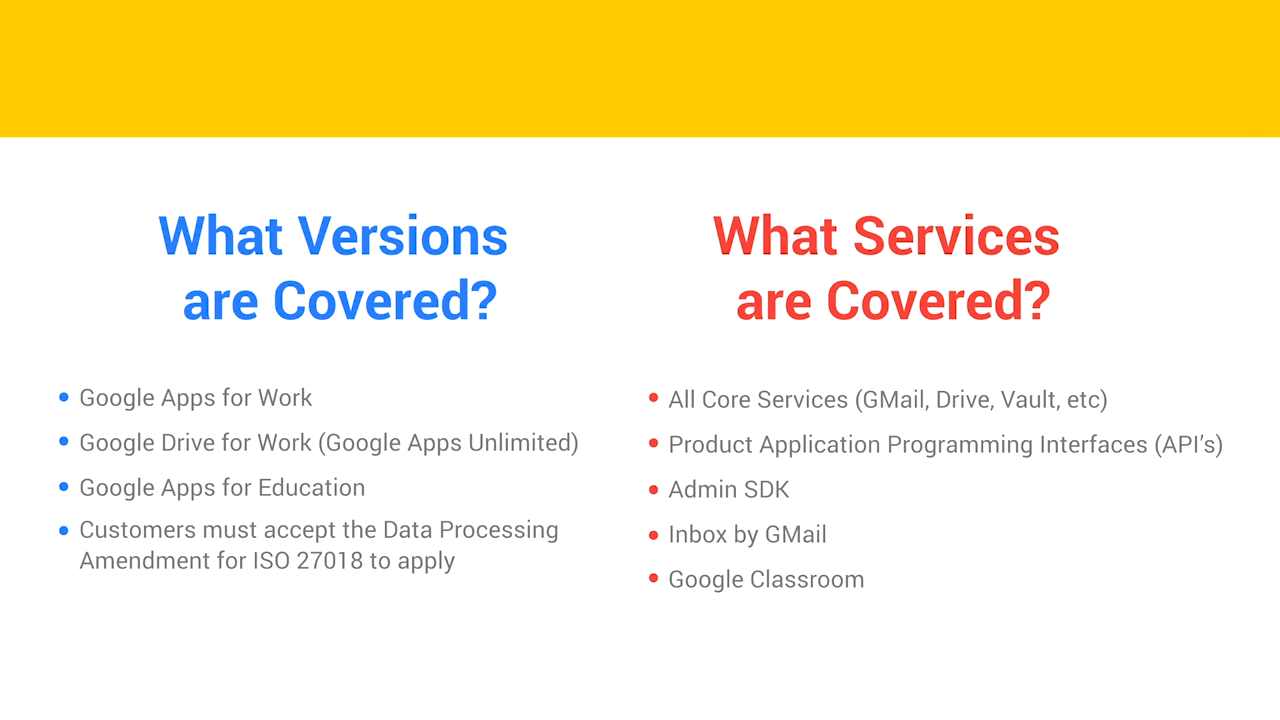 What Versions
are Covered?
Google Apps for Work
Google Drive for Work (Google Apps Unlimited)
Google Apps for Education
Customers must accept the Data Processing
Amendment for ISO 27018 to apply
What Services
are Covered?
All Core Services (GMail, Drive, Vault, etc)
Product Application Programming Interfaces (API’s)
Admin SDK
Inbox by GMail
Google Classroom